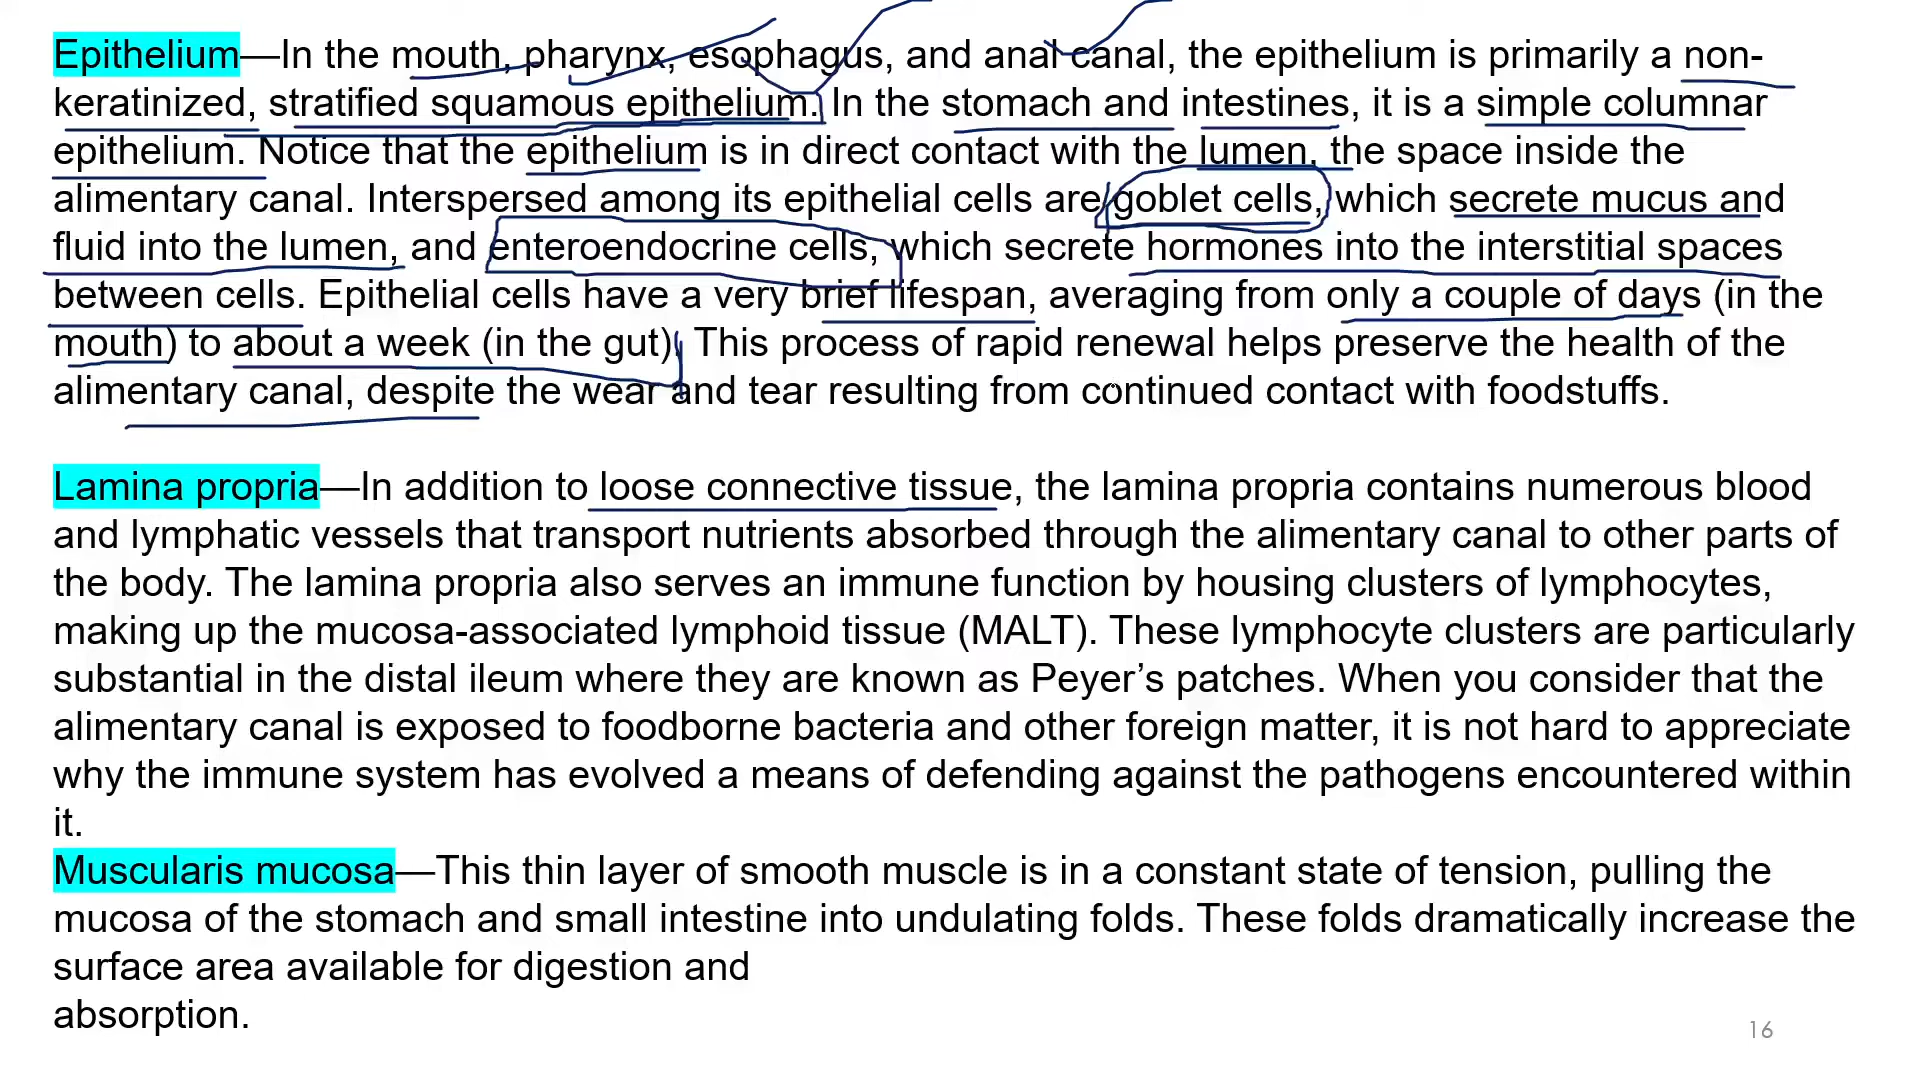 Epithelium—In the mouth, pharynx, esophagus, and anal canal, the epithelium is primarily a non-
keratinized, stratified squamous epithelium. In the stomach and intestines, it is a simple columnar
epithelium. Notice that the epithelium is in direct contact with the lumen, the space inside the
alimentary canal. Interspersed among its epithelial cells are goblet cells, which secrete mucus and
fluid into the lumen, and enteroendocrine cells, which secrete hormones into the interstitial spaces
between cells. Epithelial cells have a very brief lifespan, averaging from only a couple of days (in the
mouth) to about a week (in the gut). This process of rapid renewal helps preserve the health of the
alimentary canal, despite the wear and tear resulting from continued contact with foodstuffs.
Lamina propria—In addition to loose connective tissue, the lamina propria contains numerous blood
and lymphatic vessels that transport nutrients absorbed through the alimentary canal to other parts of
the body. The lamina propria also serves an immune function by housing clusters of lymphocytes,
making up the mucosa-associated lymphoid tissue (MALT). These lymphocyte clusters are particularly
substantial in the distal ileum where they are known as Peyer’s patches. When you consider that the
alimentary canal is exposed to foodborne bacteria and other foreign matter, it is not hard to appreciate
why the immune system has evolved a means of defending against the pathogens encountered within
it.
Muscularis mucosa—This thin layer of smooth muscle is in a constant state of tension, pulling the
mucosa of the stomach and small intestine into undulating folds. These folds dramatically increase the
surface area available for digestion and
absorption.
16